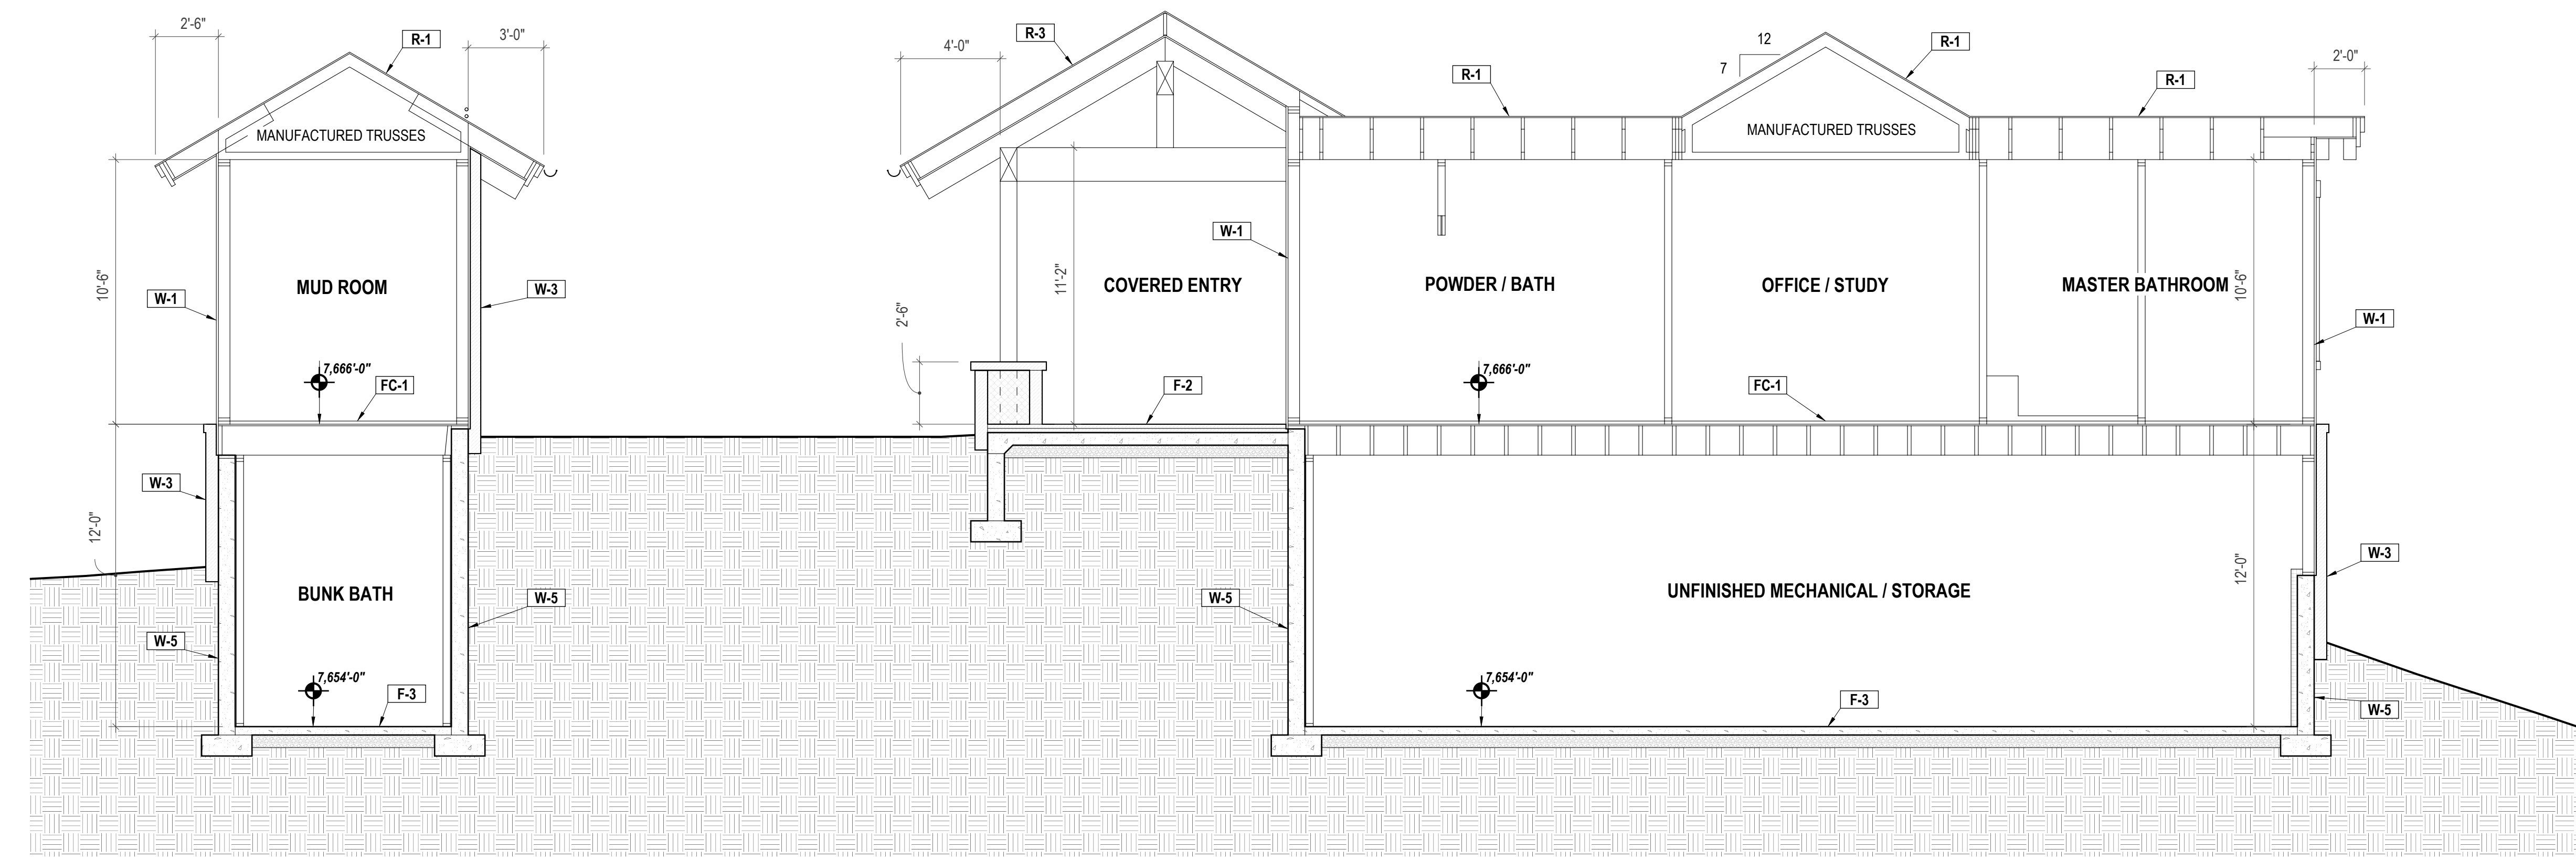 2'-6"
R-1
3'-0"
4'-0"
R-3
R-1
12
7
R-1
R-1
2'-0"
MANUFACTURED TRUSSES
MANUFACTURED TRUSSES
10'-6"
W-1
MUD ROOM
W-3
7,666'-0"
FC-1
2'-6"
11'-2"
COVERED ENTRY
W-1
F-2
POWDER / BATH
7,666'-0"
OFFICE / STUDY
FC-1
MASTER BATHROOM
10'-6"
W-1
W-3
12'-0"
BUNK BATH
W-5
W-5
7,654'-0"
F-3
W-5
UNFINISHED MECHANICAL / STORAGE
7,654'-0"
F-3
12'-0"
W-3
W-5